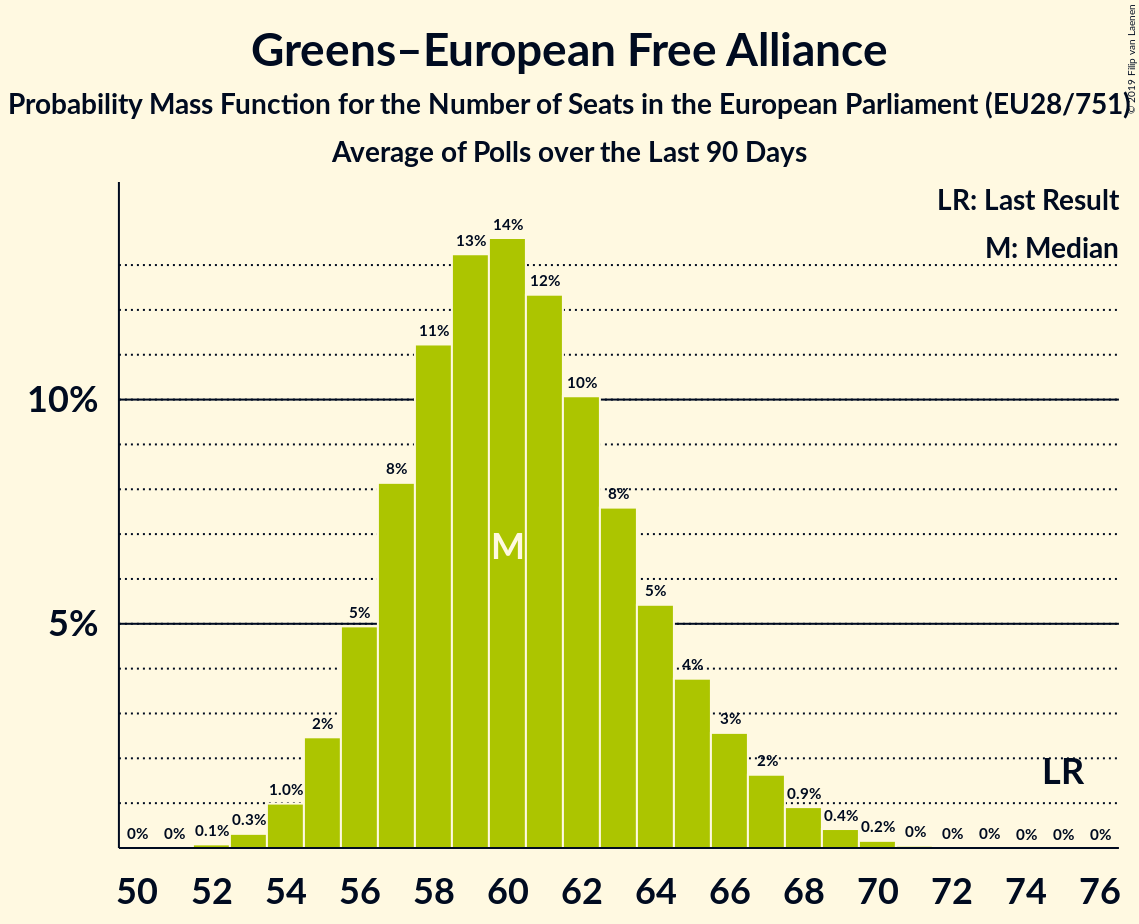 Greens–European Free Alliance
Probability Mass Function for the Number of Seats in the European Parliament (EU28/751)
Average of Polls over the Last 90 Days
© 2019 Filip van Laenen
LR: Last Result
M: Median
10%
5%
0% 0% 0.1% 0.3% 1.0% 2% 5% 8% 11% 13% 14% 12% 10% 8% 5% 4% 3% 2% 0.9% 0.4% 0.2% 0% 0% 0% 0% 0% 0%
M
LR
50 52 54 56 58 60 62 64 66 68 70 72 74 76